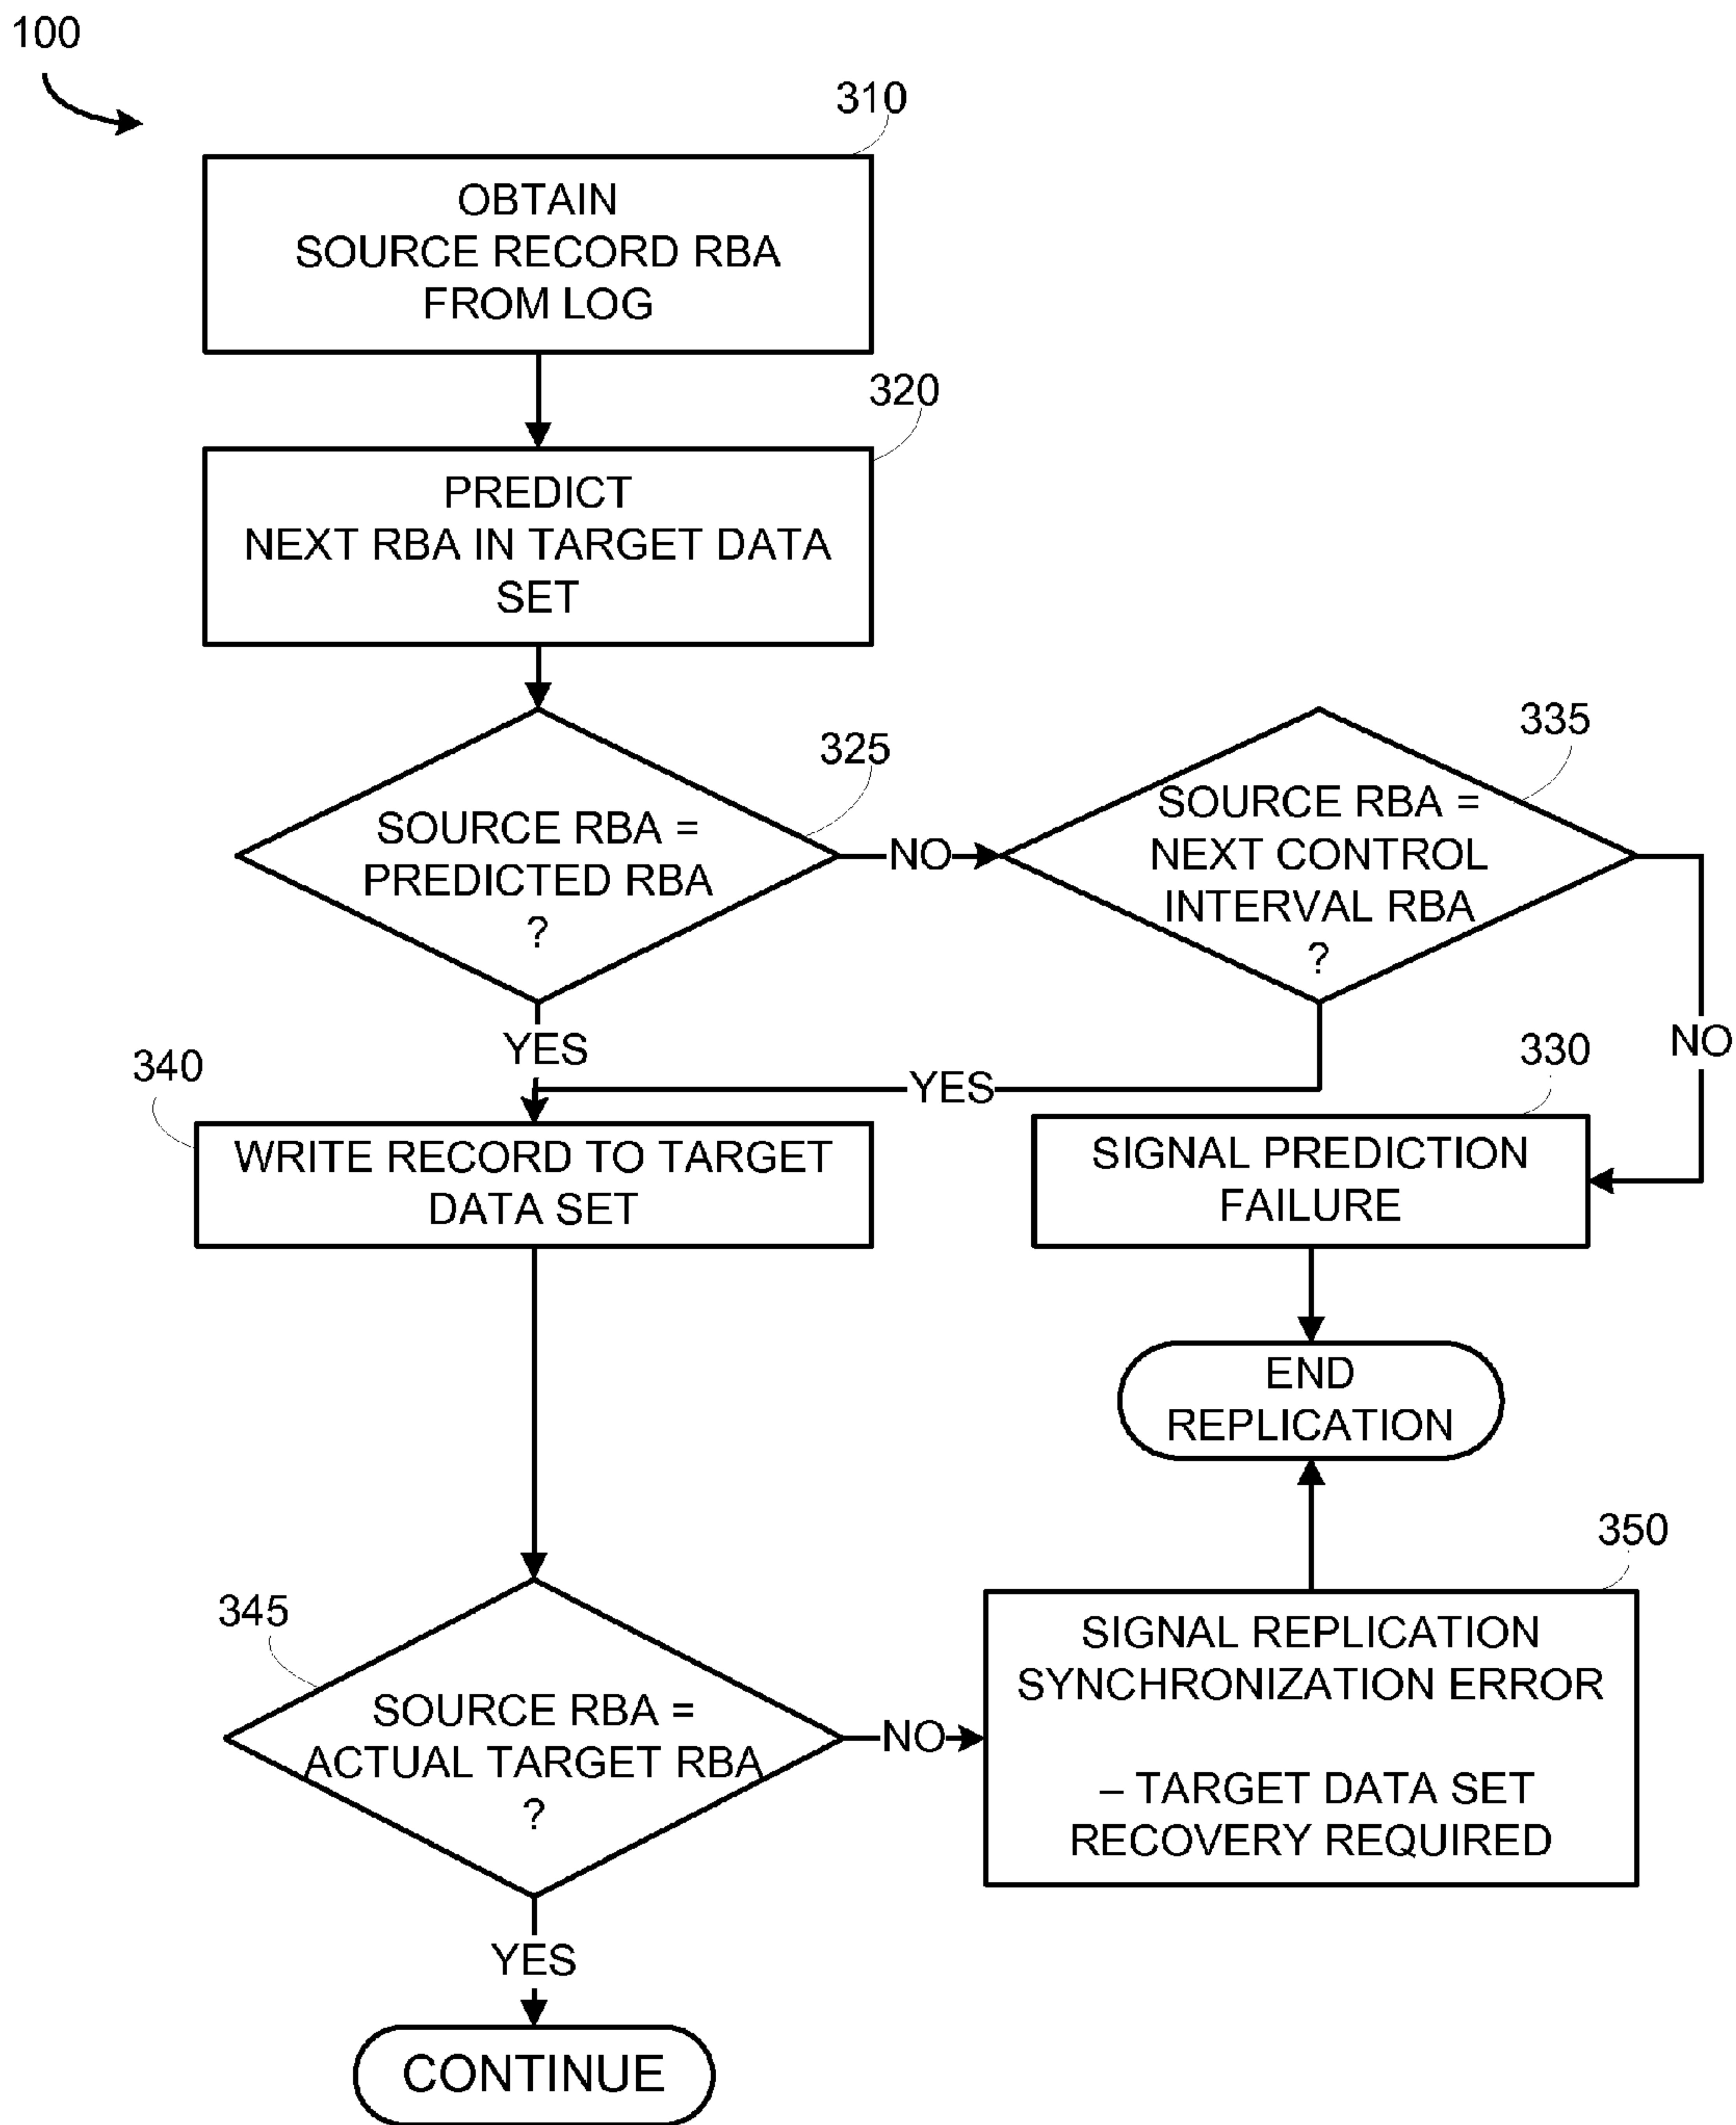 100
310
OBTAIN
SOURCE RECORD RBA
FROM LOG
320
PREDICT
NEXT RBA IN TARGET DATA
SET
325
SOURCE RBA =
PREDICTED RBA
?
NO
335
SOURCE RBA =
NEXT CONTROL
INTERVAL RBA
?
NO
YES
YES
340
WRITE RECORD TO TARGET
DATA SET
330
SIGNAL PREDICTION
FAILURE
END
REPLICATION
345
SOURCE RBA =
ACTUAL TARGET RBA
?
NO
350
SIGNAL REPLICATION
SYNCHRONIZATION ERROR
– TARGET DATA SET
RECOVERY REQUIRED
YES
CONTINUE